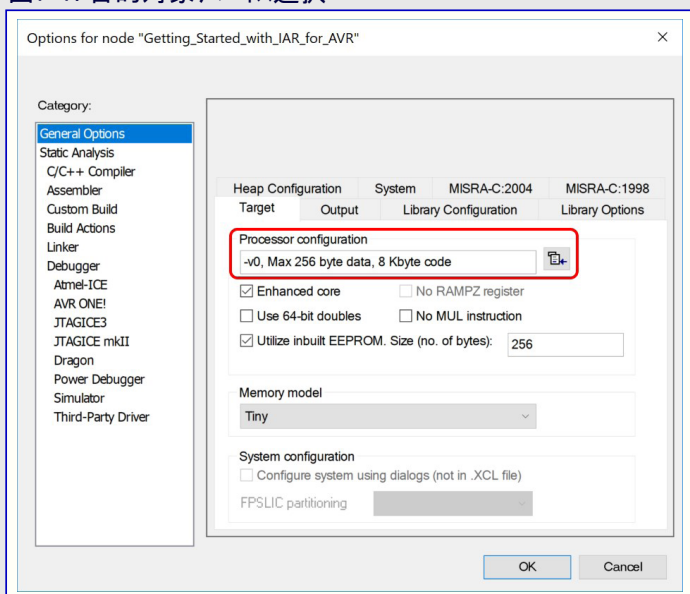 Options for node "Getting_Started_with_IAR_for_AVR"
Category:
General Options
Static Analysis
C/C++ Compiler
Assembler
Custom Build
Build Actions
Linker
Debugger
Atmel-ICE
AVR ONE!
JTAGICE3
JTAGICE mkII
Dragon
Power Debugger
Simulator
Third-Party Driver
Heap Configuration System MISRA-C:2004 MISRA-C:1998
Target Output Library Configuration Library Options
Processor configuration
-v0, Max 256 byte data, 8 Kbyte code
Enhanced core No RAMPZ register
Use 64-bit doubles No MUL instruction
Utilize inbuilt EEPROM. Size (no. of bytes): 256
Memory model
Tiny
System configuration
Configure system using dialogs (not in .XCL file)
FPSLIC partitioning
OK Cancel